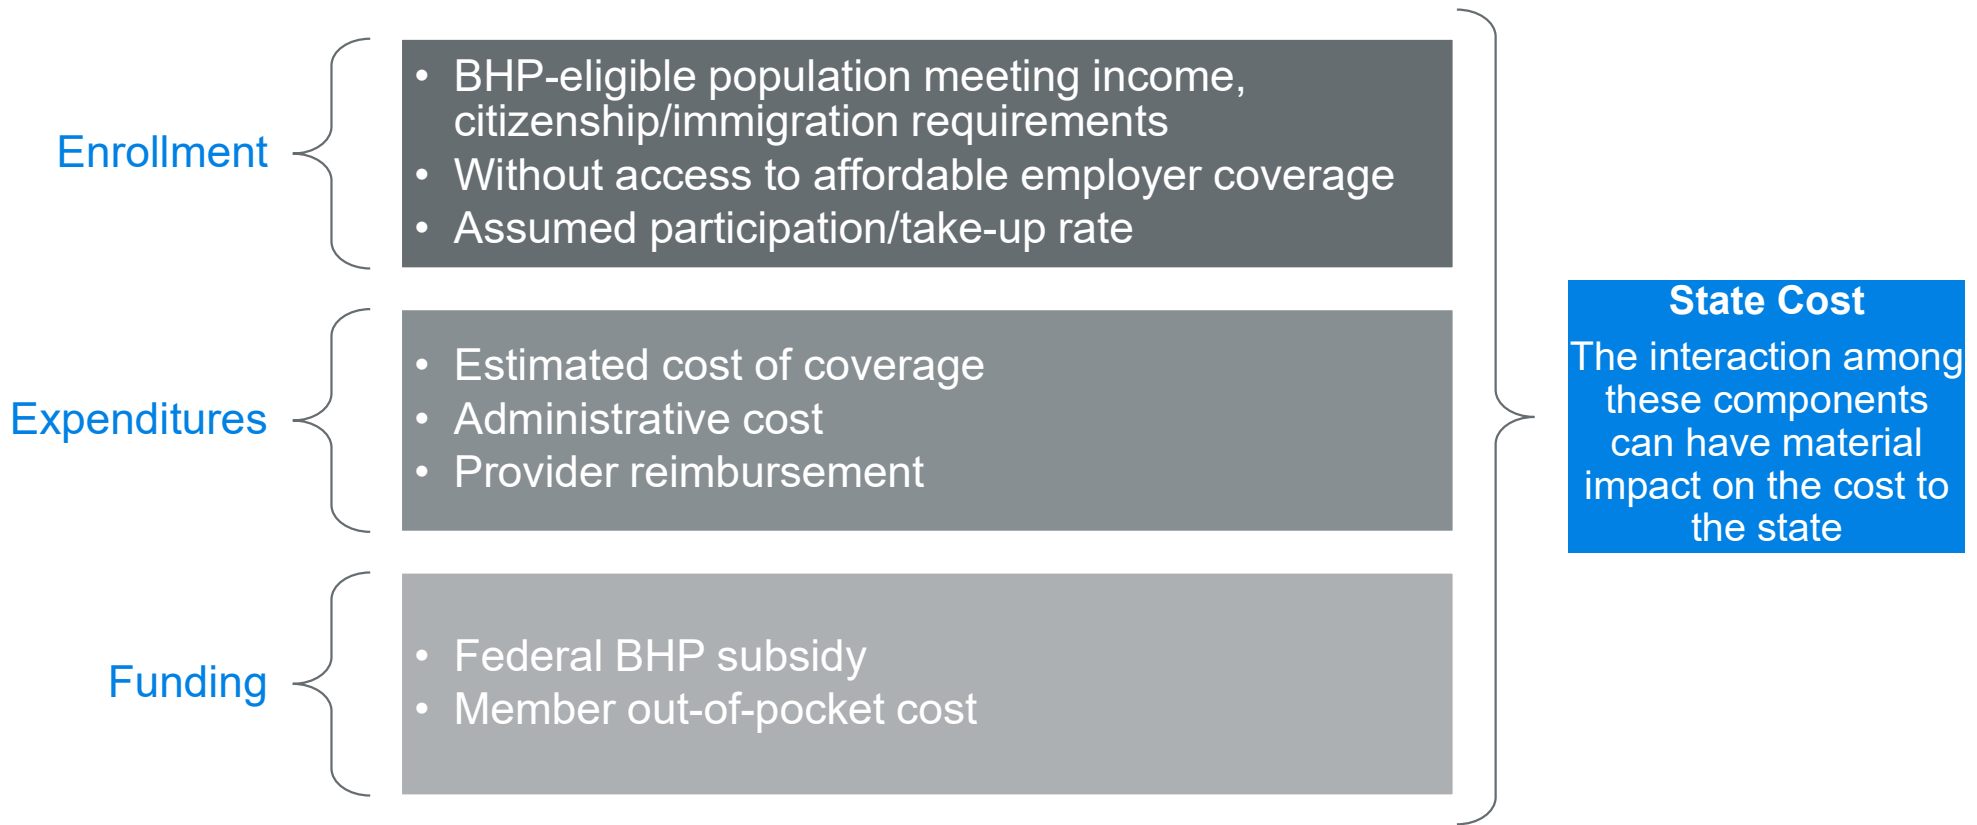 Enrollment
• BHP-eligible population meeting income,
citizenship/immigration requirements
• Without access to affordable employer coverage
• Assumed participation/take-up rate
Expenditures
• Estimated cost of coverage
• Administrative cost
• Provider reimbursement
Funding
• Federal BHP subsidy
• Member out-of-pocket cost
State Cost
The interaction among
these components
can have material
impact on the cost to
the state